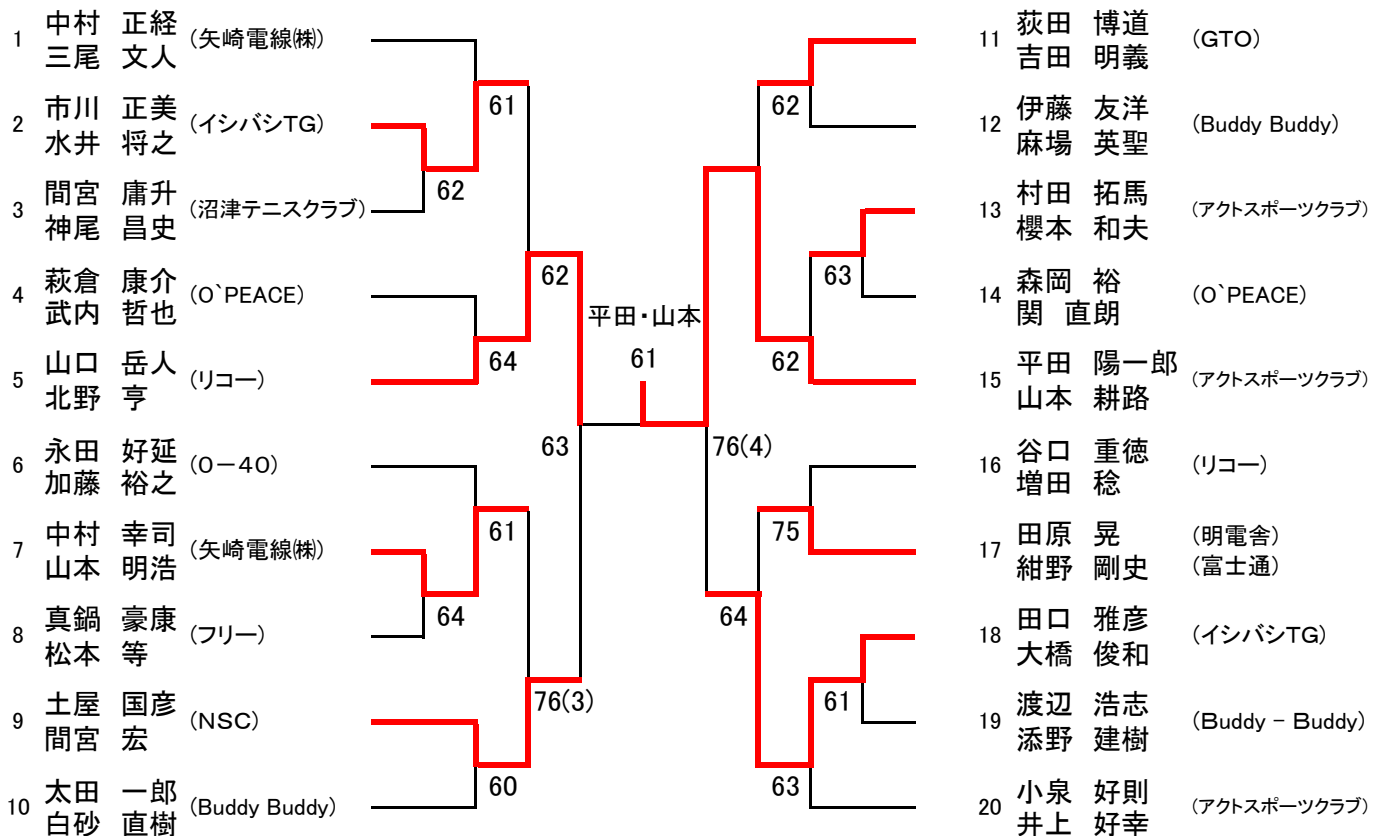 1 中村 正経 (矢崎電線㈱)
三尾 文人
2 市川 正美 (イシバシTG)
水井 将之
3 間宮 庸升 (沼津テニスクラブ)
神尾 昌史
4 萩倉 康介 (O`PEACE)
武内 哲也
5 山口 岳人 (リコー)
北野 亨
6 永田 好延 (0-40)
加藤 裕之
7 中村 幸司 (矢崎電線㈱)
山本 明浩
8 真鍋 豪康 (フリー)
松本 等
9 土屋 国彦 (NSC)
間宮 宏
10 太田 一郎 (Buddy Buddy)
白砂 直樹
61
62
62
64
63
61
64
76(3)
60
平田・山本
61
62
63
62
76(4)
75
64
61
63
11 荻田 博道 (GTO)
吉田 明義
12 伊藤 友洋 (Buddy Buddy)
麻場 英聖
13 村田 拓馬 (アクトスポーツクラブ)
櫻本 和夫
14 森岡 裕 (O`PEACE)
関 直朗
15 平田 陽一郎 (アクトスポーツクラブ)
山本 耕路
16 谷口 重徳 (リコー)
増田 稔
17 田原 晃 (明電舎)
紺野 剛史 (富士通)
18 田口 雅彦 (イシバシTG)
大橋 俊和
19 渡辺 浩志 (Buddy - Buddy)
添野 建樹
20 小泉 好則 (アクトスポーツクラブ)
井上 好幸